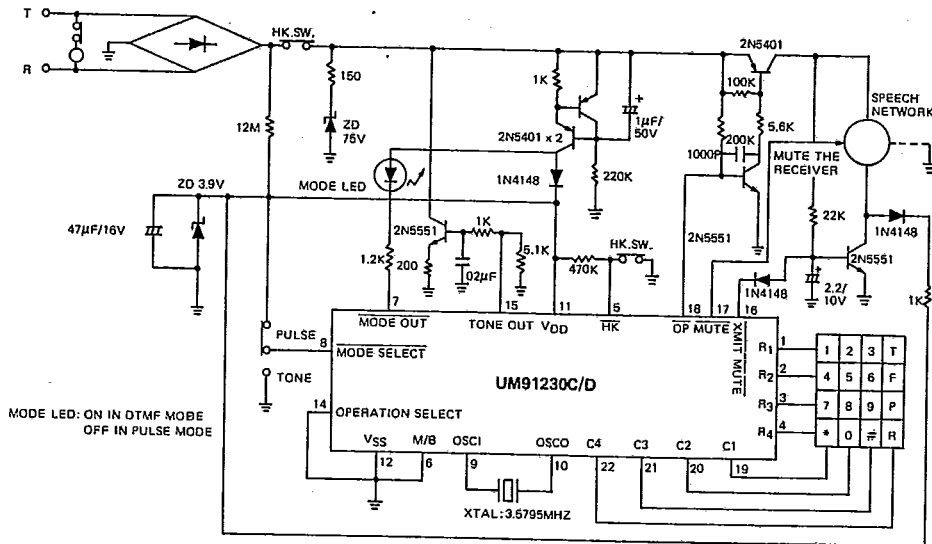 T
R
HK.SW.
2N5401
150
1K
100K
SPEECH
NETWORK
ZD
75V
1µF/
50V
5.6K
12M
2N5401 x 2
200K
1000P
MUTE THE
RECEIVER
ZD 3.9V
MODE LED
1N4148
220K
1N4148
47µF/16V
2N5551
1K
5.1K
HK.SW.
22K
2N5551
2N5551
1.2K
200
02µF
470K
1N4148
2.2/
10V
1K
7
15
11
5
18
17
16
MODE OUT
TONE OUT
VDD
HK
OP
MUTE
XMIT MUTE
PULSE
8
MODE SELECT
TONE
UM91230C/D
R1
1
R2
2
R3
3
R4
4
1 2 3 T
4 5 6 F
7 8 9 P
* 0 # R
MODE LED: ON IN DTMF MOBE
OFF IN PULSE MODE
14
OPERATION SELECT
VSS
M/B
OSCI
OSCO
C4
C3
C2
C1
12
6
9
10
22
21
20
19
XTAL: 3.5795MHZ